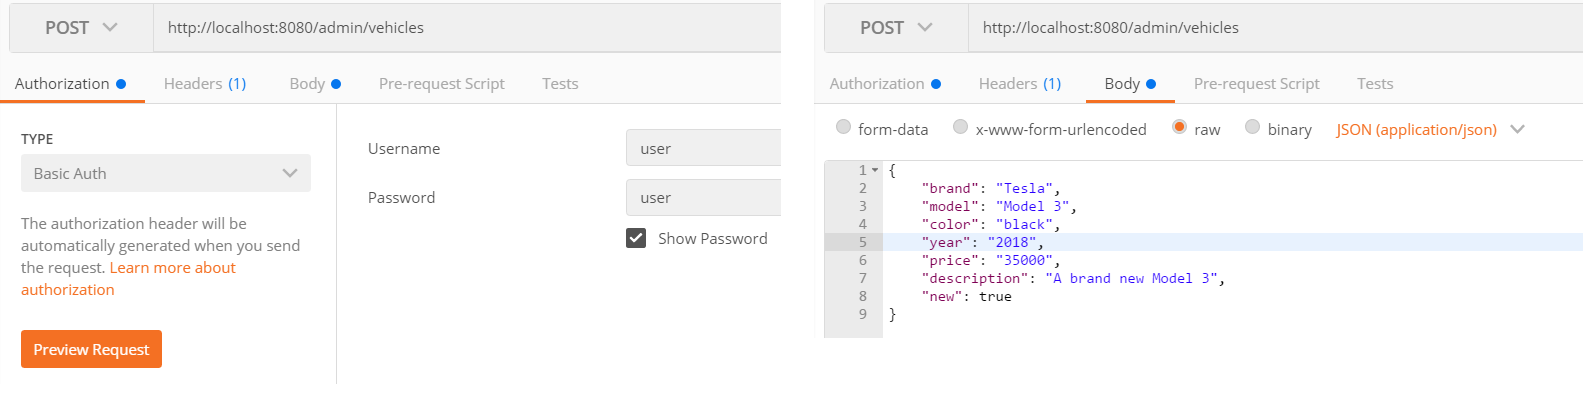 POST
http://localhost:8080/admin/vehicles
Authorization
Headers (1)
Body
Pre-request Script
Tests
TYPE
Basic Auth
The authorization header will be
automatically generated when you send
the request. Learn more about
authorization
Preview Request
Username
user
Password
user
Show Password
POST
http://localhost:8080/admin/vehicles
Authorization
Headers (1)
Body
Pre-request Script
Tests
form-data
x-www-form-urlencoded
raw
binary
JSON (application/json)
1 {
2 "brand": "Tesla",
3 "model": "Model 3",
4 "color": "black",
5 "year": "2018",
6 "price": "35000",
7 "description": "A brand new Model 3",
8 "new": true
9 }